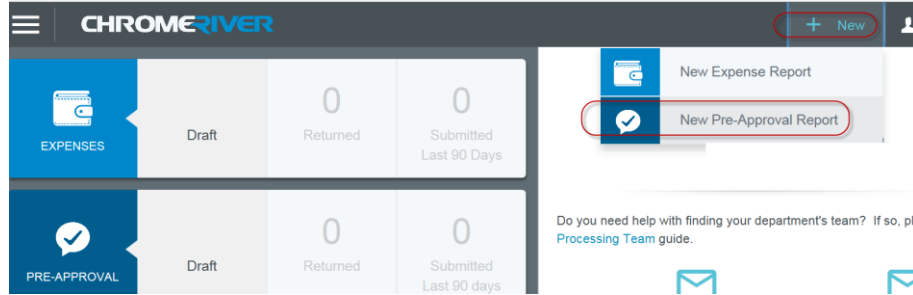 CHROMERIVER
+ New
New Expense Report
New Pre-Approval Report
EXPENSES
Draft
0
Returned
0
Submitted
Last 90 Days
PRE-APPROVAL
Draft
0
Returned
0
Submitted
Last 90 days
Do you need help with finding your department's team? If so, pl
Processing Team guide.